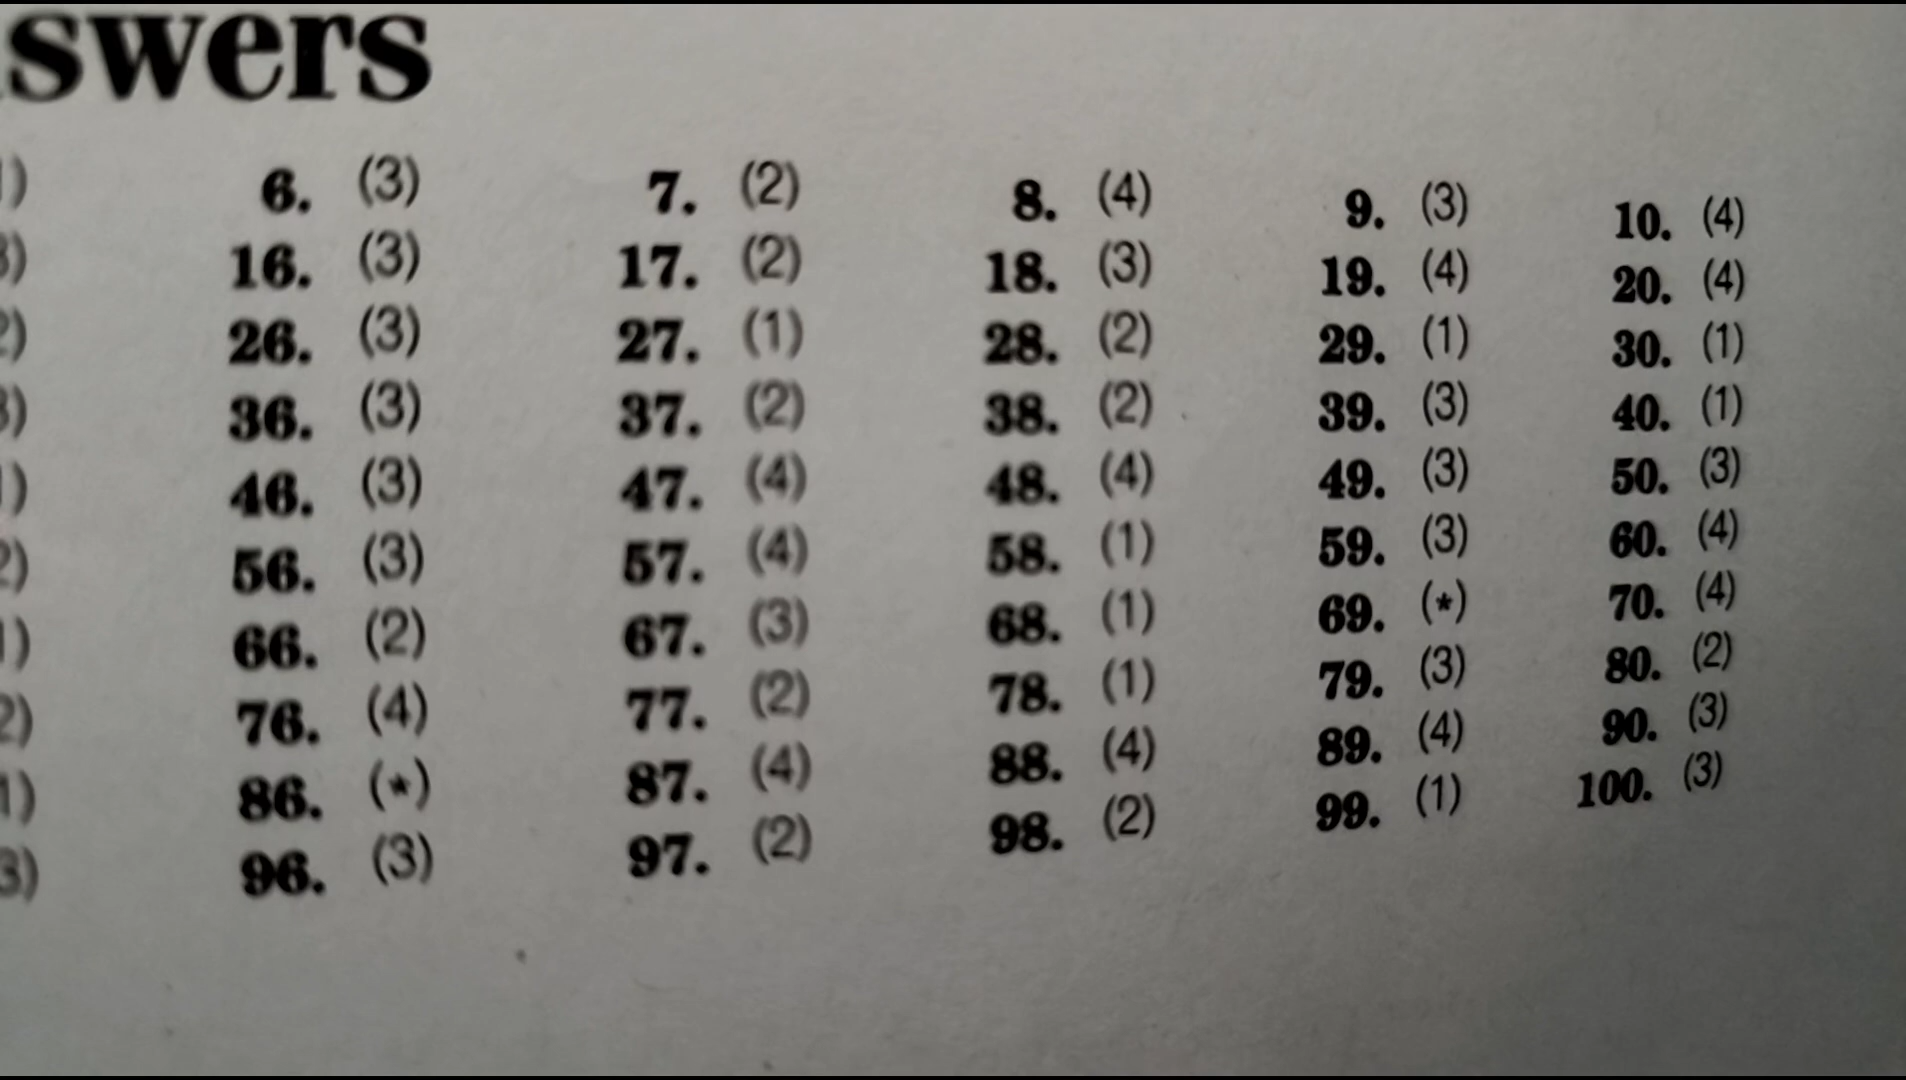 swers
6. (3) 7. (2) 8. (4) 9. (3) 10. (4)
16. (3) 17. (2) 18. (3) 19. (4) 20. (4)
26. (3) 27. (1) 28. (2) 29. (1) 30. (1)
36. (3) 37. (2) 38. (2) 39. (3) 40. (1)
46. (3) 47. (4) 48. (4) 49. (3) 50. (3)
56. (3) 57. (4) 58. (1) 59. (3) 60. (4)
66. (2) 67. (3) 68. (1) 69. (*) 70. (4)
76. (4) 77. (2) 78. (1) 79. (3) 80. (2)
86. (*) 87. (4) 88. (4) 89. (4) 90. (3)
96. (3) 97. (2) 98. (2) 99. (1) 100. (3)